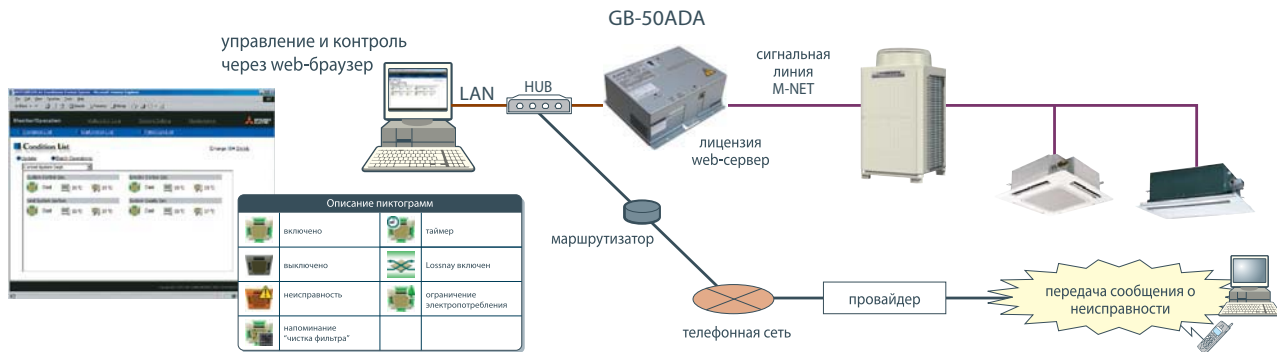 GB-50ADA
управление и контроль
через web-браузер
LAN
HUB
сигнальная
линия
M-NET
лицензия
web-сервер
Condition List
Описание пиктограмм
включено
таймер
выключено
Lossnay включен
неисправность
ограничение
электропотребления
напоминание
“чистка фильтра”
маршрутизатор
телефонная сеть
провайдер
передача сообщения о
неисправности